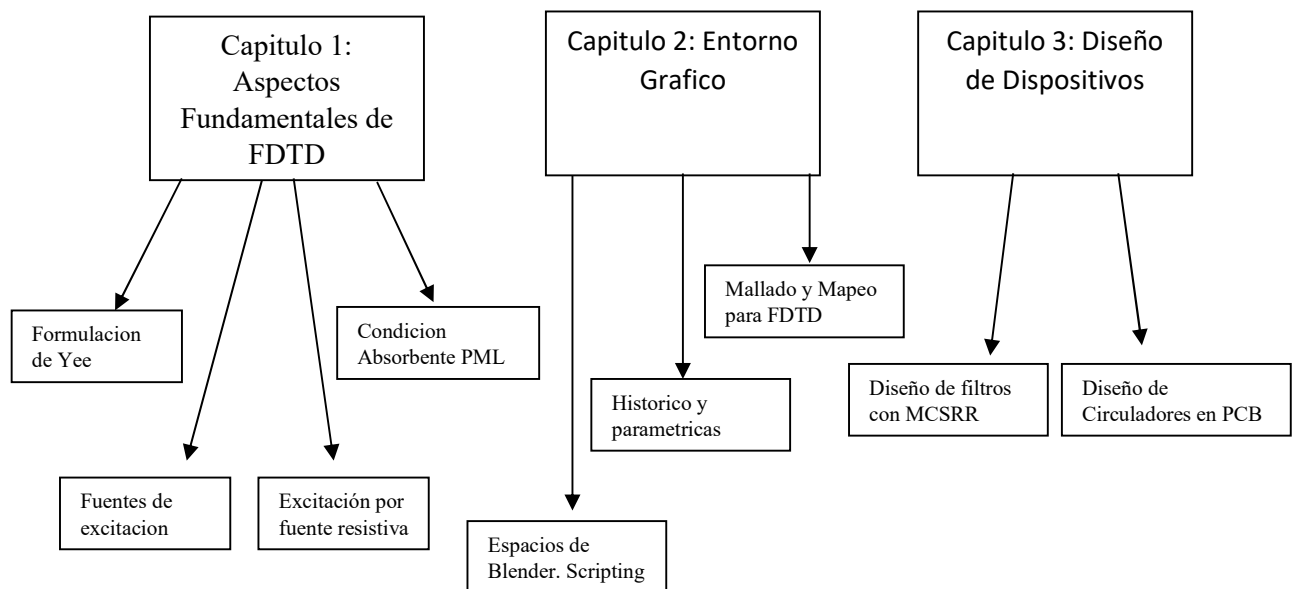 Capitulo 1:
Aspectos
Fundamentales de
FDTD
Capitulo 2: Entorno
Grafico
Capitulo 3: Diseño
de Dispositivos
Formulacion
de Yee
Condicion
Absorbente PML
Mallado y Mapeo
para FDTD
Fuentes de
excitacion
Excitación por
fuente resistiva
Historico y
parametricas
Espacios de
Blender. Scripting
Diseño de filtros
con MCSRR
Diseño de
Circuladores en PCB